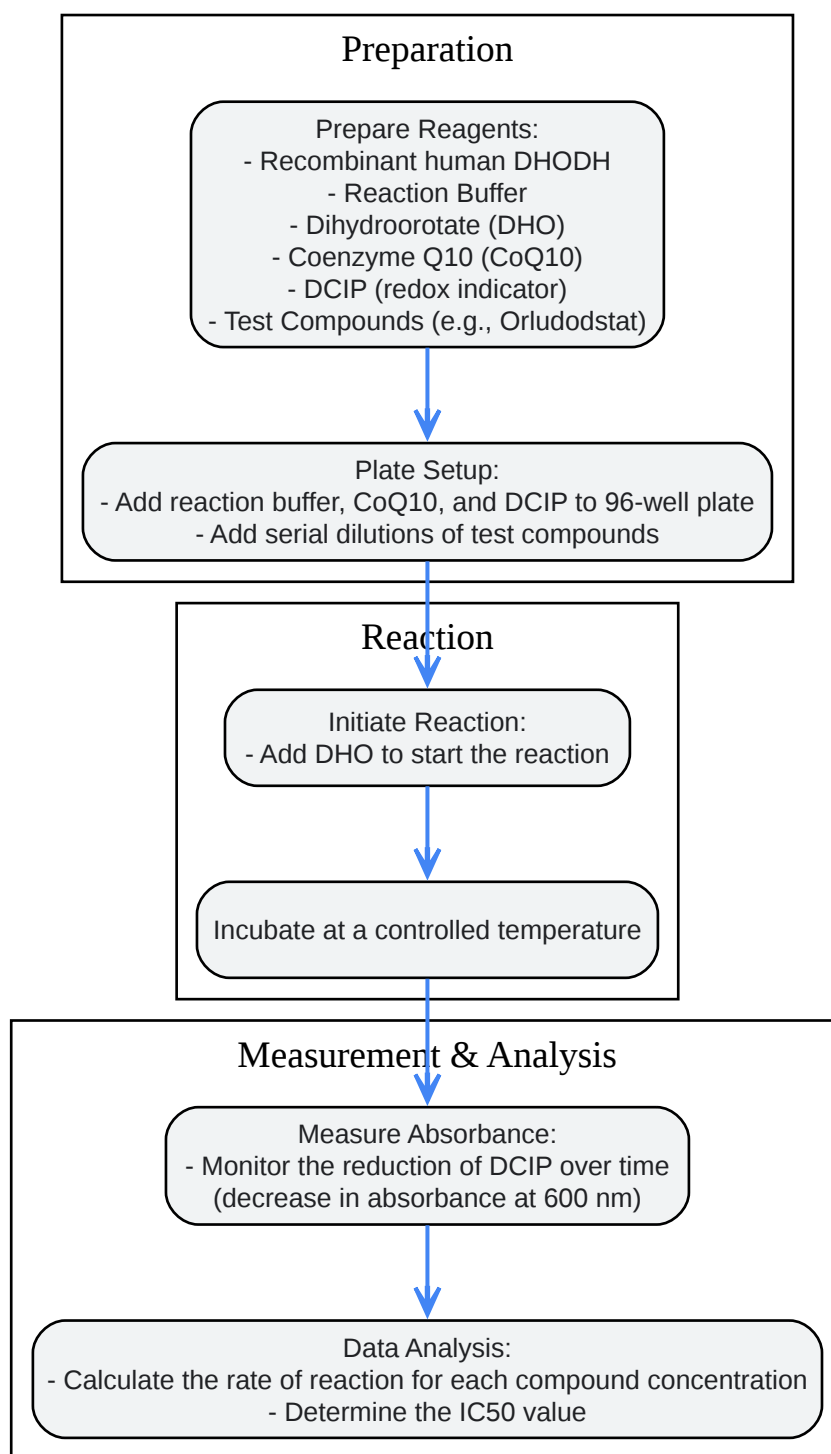 Preparation
Prepare Reagents:
- Recombinant human DHODH
- Reaction Buffer
- Dihydroorotate (DHO)
- Coenzyme Q10 (CoQ10)
- DCIP (redox indicator)
- Test Compounds (e.g., Orludodstat)
Plate Setup:
- Add reaction buffer, CoQ10, and DCIP to 96-well plate
- Add serial dilutions of test compounds
Reaction
Initiate Reaction:
- Add DHO to start the reaction
Incubate at a controlled temperature
Measurement & Analysis
Measure Absorbance:
- Monitor the reduction of DCIP over time
(decrease in absorbance at 600 nm)
Data Analysis:
- Calculate the rate of reaction for each compound concentration
- Determine the IC50 value